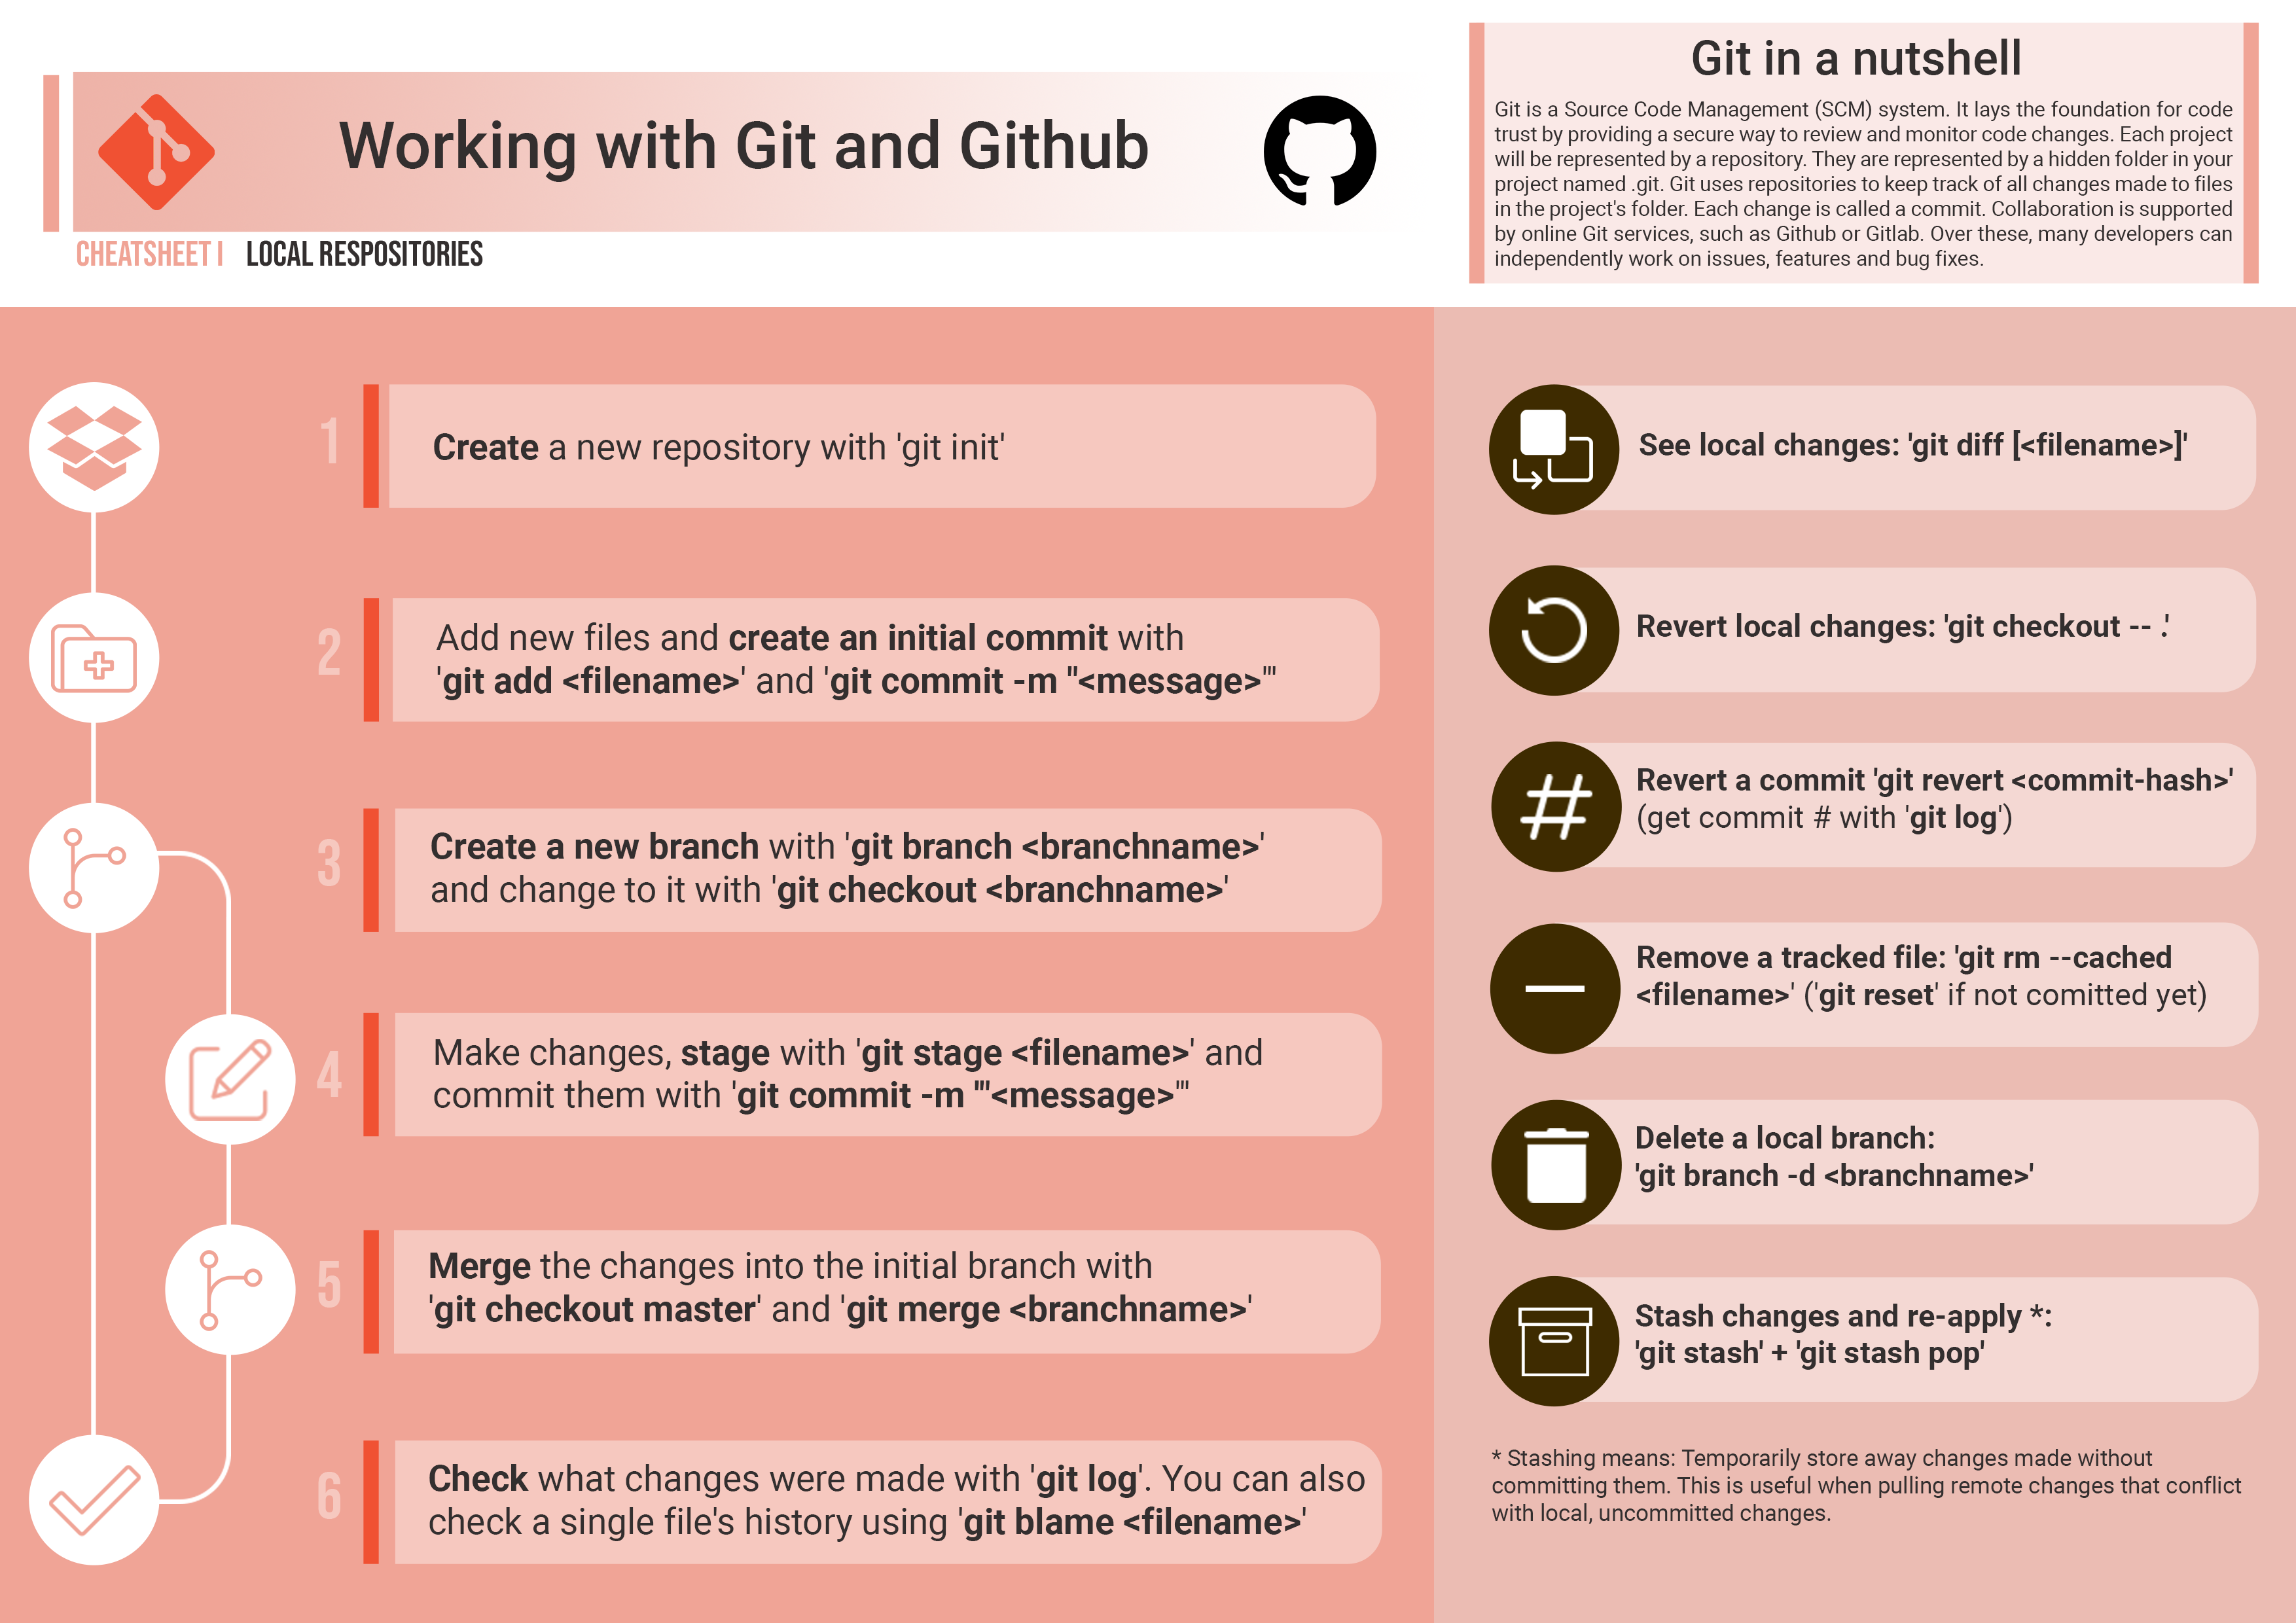 Working with Git and Github
CHEATSHEET I LOCAL RESPOSITORIES
Git in a nutshell
Git is a Source Code Management (SCM) system. It lays the foundation for code
trust by providing a secure way to review and monitor code changes. Each project
will be represented by a repository. They are represented by a hidden folder in your
project named .git. Git uses repositories to keep track of all changes made to files
in the project's folder. Each change is called a commit. Collaboration is supported
by online Git services, such as Github or Gitlab. Over these, many developers can
independently work on issues, features and bug fixes.
1
Create a new repository with 'git init'
2
Add new files and create an initial commit with
'git add <filename>' and 'git commit -m "<message>"'
3
Create a new branch with 'git branch <branchname>'
and change to it with 'git checkout <branchname>'
4
Make changes, stage with 'git stage <filename>' and
commit them with 'git commit -m "'<message>"'
5
Merge the changes into the initial branch with
'git checkout master' and 'git merge <branchname>'
6
Check what changes were made with 'git log'. You can also
check a single file's history using 'git blame <filename>'
See local changes: 'git diff [<filename>]'
Revert local changes: 'git checkout -- .'
#
Revert a commit 'git revert <commit-hash>'
(get commit # with 'git log')
Remove a tracked file: 'git rm --cached
<filename>' ('git reset' if not comitted yet)
Delete a local branch:
'git branch -d <branchname>'
Stash changes and re-apply *:
'git stash' + 'git stash pop'
* Stashing means: Temporarily store away changes made without
committing them. This is useful when pulling remote changes that conflict
with local, uncommitted changes.